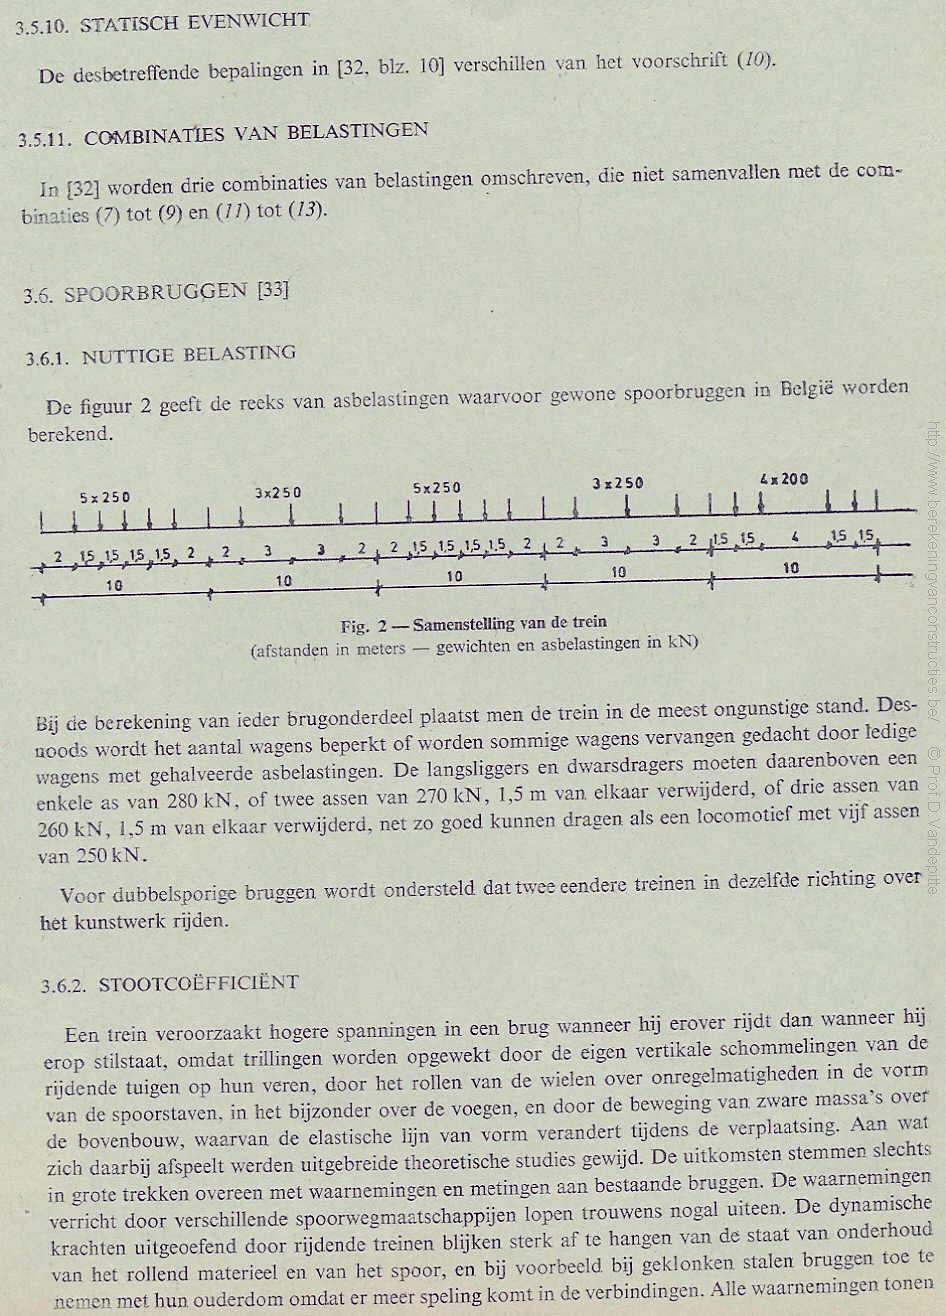 3.5.10. STATISCH EVENWICHT
De desbetreffende bepalingen in [32, blz. 10] verschillen van het voorschrift (10).
3.5.11. COMBINATIES VAN BELASTINGEN
In [32] worden drie combinaties van belastingen omschreven, die niet samenvallen met de com-
binaties (7) tot (9) en (11) tot (13).
3.6. SPOORBRUGGEN [33]
3.6.1. NUTTIGE BELASTING
De figuur 2 geeft de reeks van asbelastingen waarvoor gewone spoorbruggen in België worden
berekend.
5x250 3x250 5x250 3x250 4x200
2 1,5 1,5 1,5 1,5 2 2 3 3 2 2 1,5 1,5 1,5 1,5 2 2 3 3 2 1,5 1,5 4 1,5 1,5
10 10 10 10 10
Fig. 2 — Samenstelling van de trein
(afstanden in meters — gewichten en asbelastingen in kN)
Bij de berekening van ieder brugonderdeel plaatst men de trein in de meest ongunstige stand. Des-
noods wordt het aantal wagens beperkt of worden sommige wagens vervangen gedacht door ledige
wagens met gehalveerde asbelastingen. De langsliggers en dwarsdragers moeten daarenboven een
enkele as van 280 kN, of twee assen van 270 kN, 1,5 m van elkaar verwijderd, of drie assen van
260 kN, 1,5 m van elkaar verwijderd, net zo goed kunnen dragen als een locomotief met vijf assen
van 250 kN.
Voor dubbelsporige bruggen wordt ondersteld dat twee eendere treinen in dezelfde richting over
het kunstwerk rijden.
3.6.2. STOOTCOËFFICIËNT
Een trein veroorzaakt hogere spanningen in een brug wanneer hij erover rijdt dan wanneer hij
erop stilstaat, omdat trillingen worden opgewekt door de eigen vertikale schommelingen van de
rijdende tuigen op hun veren, door het rollen van de wielen over onregelmatigheden in de vorm
van de spoorstaven, in het bijzonder over de voegen, en door de beweging van zware massa's over
de bovenbouw, waarvan de elastische lijn van vorm verandert tijdens de verplaatsing. Aan wat
zich daarbij afspeelt werden uitgebreide theoretische studies gewijd. De uitkomsten stemmen slechts
in grote trekken overeen met waarnemingen en metingen aan bestaande bruggen. De waarnemingen
verricht door verschillende spoorwegmaatschappijen lopen trouwens nogal uiteen. De dynamische
krachten uitgeoefend door rijdende treinen blijken sterk af te hangen van de staat van onderhoud
van het rollend materieel en van het spoor, en bij voorbeeld bij geklonken stalen bruggen toe te
nemen met hun ouderdom omdat er meer speling komt in de verbindingen. Alle waarnemingen tonen
http://www.berekeningvanconstructies.be/ © Prof D. Vandepitte